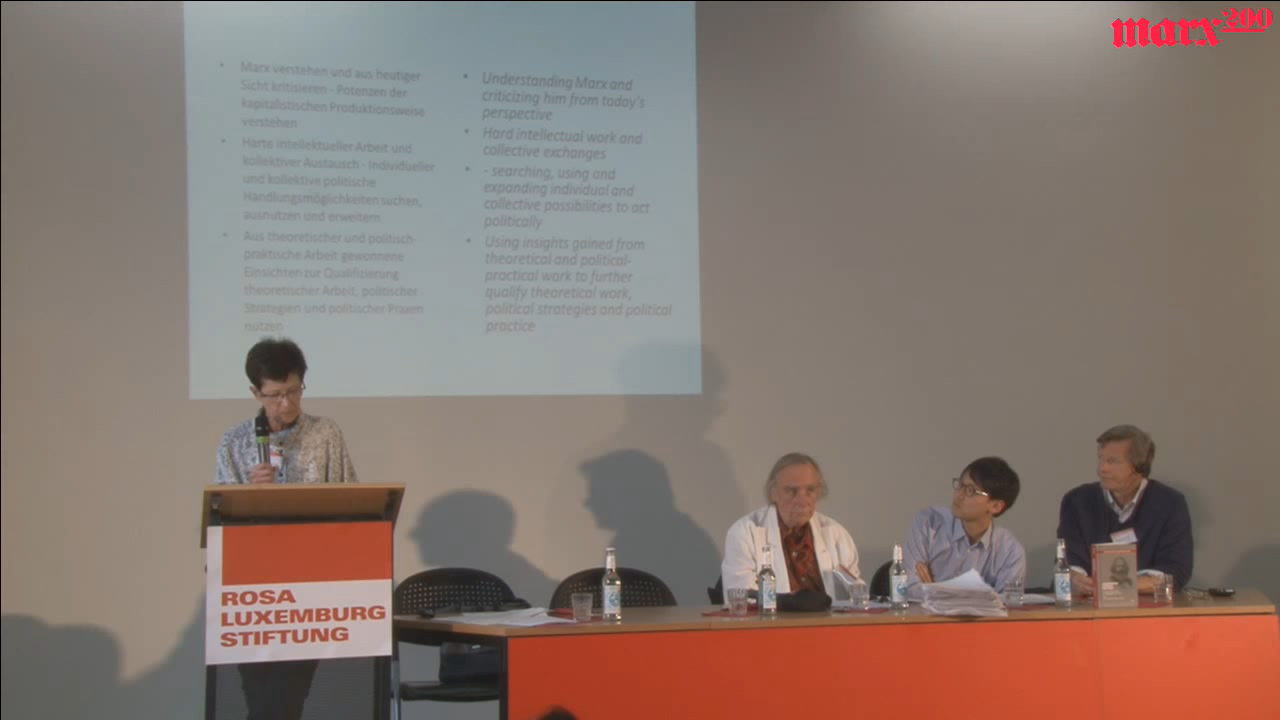 marx200
• Marx verstehen und aus heutiger
Sicht kritisieren - Potenzen der
kapitalistischen Produktionsweise
verstehen
• Harte intellektueller Arbeit und
kollektiver Austausch - individueller
und kollektive politische
Handlungsmöglichkeiten suchen,
ausnutzen und erweitern
• Aus theoretischer und politisch-
praktische Arbeit gewonnene
Einsichten zur Qualifizierung
theoretischer Arbeit, politischer
Strategien und politischer Praxen
nutzen
• Understanding Marx and
criticizing him from today's
perspective
• Hard intellectual work and
collective exchanges
• - searching, using and
expanding individual and
collective possibilities to act
politically
• Using insights gained from
theoretical and political-
practical work to further
qualify theoretical work,
political strategies and political
practice
ROSA
LUXEMBURG
STIFTUNG